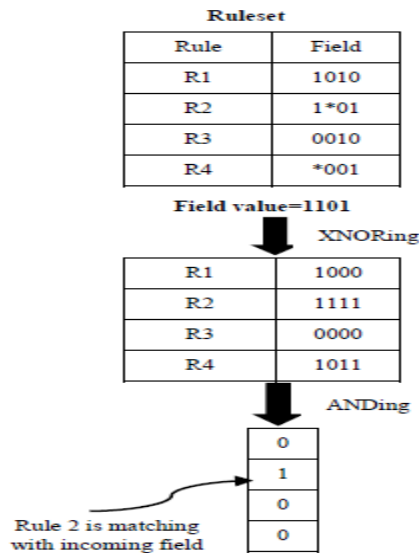 Ruleset
Rule Field
R1 1010
R2 1*01
R3 0010
R4 *001
Field value=1101
XNORing
R1 1000
R2 1111
R3 0000
R4 1011
ANDing
0
1
0
0
Rule 2 is matching
with incoming field